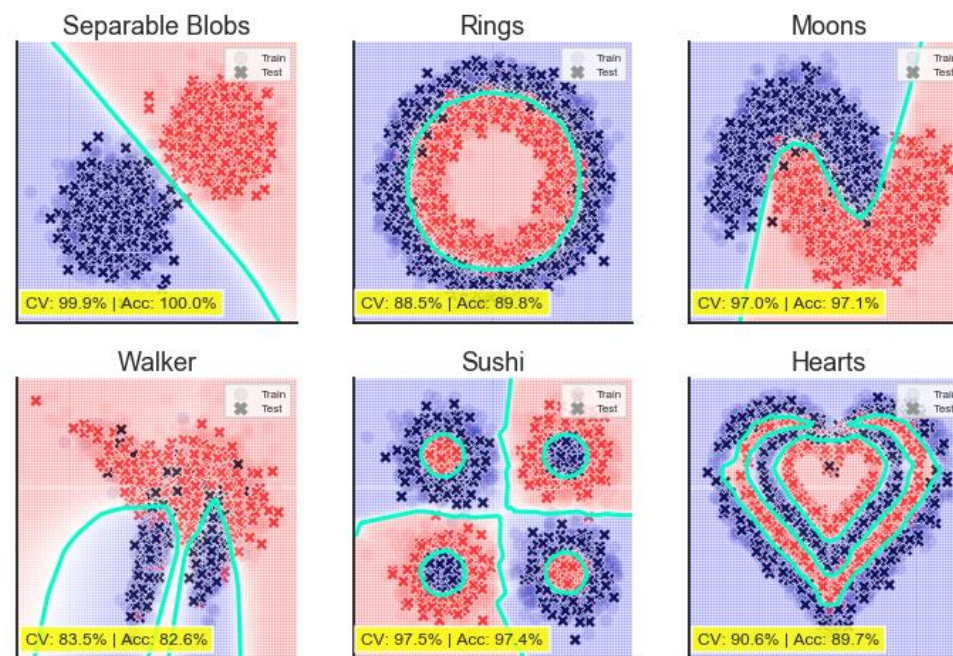 Separable Blobs
Train
Test
CV: 99.9% | Acc: 100.0%
Rings
Train
Test
CV: 88.5% | Acc: 89.8%
Moons
Train
Test
CV: 97.0% | Acc: 97.1%
Walker
Train
Test
CV: 83.5% | Acc: 82.6%
Sushi
Train
Test
CV: 97.5% | Acc: 97.4%
Hearts
Train
Test
CV: 90.6% | Acc: 89.7%